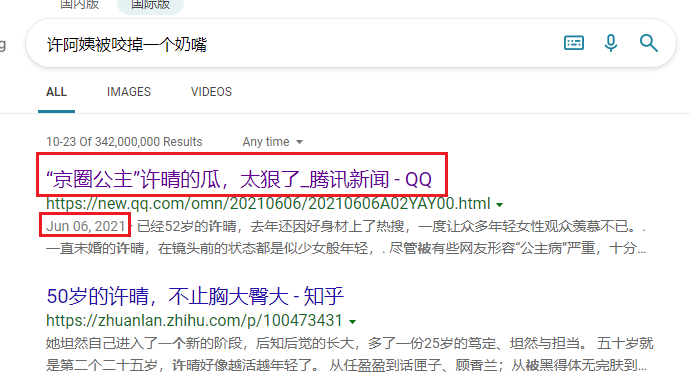 国内版 国际版
g 许阿姨被咬掉一个奶嘴
ALL IMAGES VIDEOS
10-23 Of 342,000,000 Results Any time
“京圈公主”许晴的瓜，太狠了_腾讯新闻 - QQ
https://new.qq.com/omn/20210606/20210606A02YAY00.html
Jun 06, 2021 · 已经52岁的许晴，去年还因好身材上了热搜，一度让众多年轻女性观众羡慕不已。.
一直未婚的许晴，在镜头前的状态都是似少女般年轻，. 尽管被有些网友形容“公主病”严重，十分…
50岁的许晴，不止胸大臀大 - 知乎
https://zhuanlan.zhihu.com/p/100473431
她坦然自己进入了一个新的阶段，后知后觉的长大，多了一份25岁的笃定、坦然与担当。 五十岁就
是第二个二十五岁，许晴好像越活越年轻了。 从任盈盈到话匣子、顾香兰；从被黑得体无完肤到…